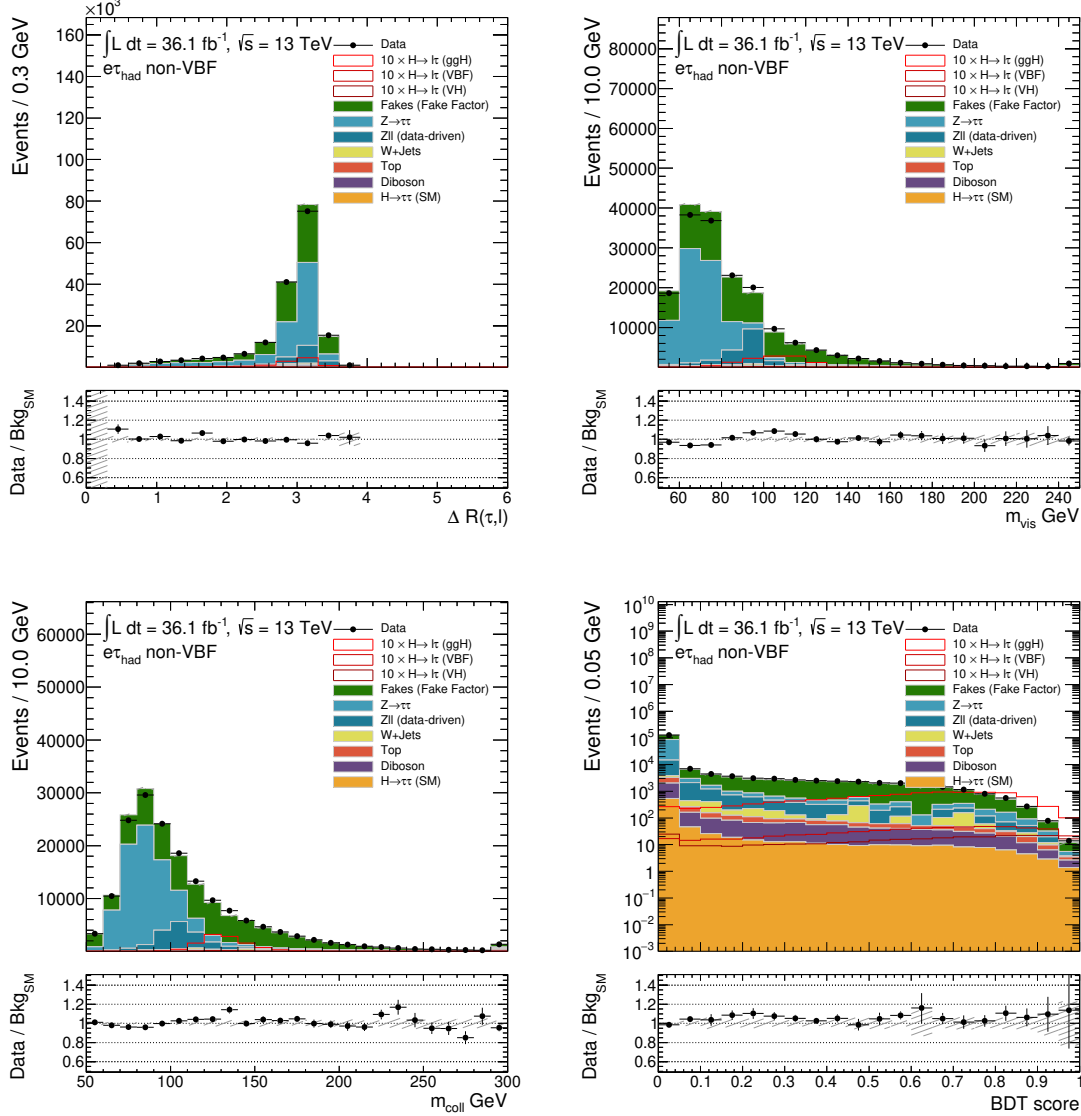 ×10³
160
140
120
100
80
60
40
20
Events / 0.3 GeV
∫L dt = 36.1 fb⁻¹, √s = 13 TeV
eτhad non-VBF
Data
10 × H→ lτ (ggH)
10 × H→ lτ (VBF)
10 × H→ lτ (VH)
Fakes (Fake Factor)
Z→ττ
Zll (data-driven)
W+Jets
Top
Diboson
H→ττ (SM)
Data / BkgSM
1.4
1.2
1
0.8
0.6
0 1 2 3 4 5 6
Δ R(τ,l)
80000
70000
60000
50000
40000
30000
20000
10000
Events / 10.0 GeV
∫L dt = 36.1 fb⁻¹, √s = 13 TeV
eτhad non-VBF
Data
10 × H→ lτ (ggH)
10 × H→ lτ (VBF)
10 × H→ lτ (VH)
Fakes (Fake Factor)
Z→ττ
Zll (data-driven)
W+Jets
Top
Diboson
H→ττ (SM)
Data / BkgSM
1.4
1.2
1
0.8
0.6
60 80 100 120 140 160 180 200 220 240
mvis GeV
60000
50000
40000
30000
20000
10000
Events / 10.0 GeV
∫L dt = 36.1 fb⁻¹, √s = 13 TeV
eτhad non-VBF
Data
10 × H→ lτ (ggH)
10 × H→ lτ (VBF)
10 × H→ lτ (VH)
Fakes (Fake Factor)
Z→ττ
Zll (data-driven)
W+Jets
Top
Diboson
H→ττ (SM)
Data / BkgSM
1.4
1.2
1
0.8
0.6
50 100 150 200 250 300
mcoll GeV
10¹⁰
10⁹
10⁸
10⁷
10⁶
10⁵
10⁴
10³
10²
10
1
10⁻¹
10⁻²
10⁻³
Events / 0.05 GeV
∫L dt = 36.1 fb⁻¹, √s = 13 TeV
eτhad non-VBF
Data
10 × H→ lτ (ggH)
10 × H→ lτ (VBF)
10 × H→ lτ (VH)
Fakes (Fake Factor)
Z→ττ
Zll (data-driven)
W+Jets
Top
Diboson
H→ττ (SM)
Data / BkgSM
1.4
1.2
1
0.8
0.6
0 0.1 0.2 0.3 0.4 0.5 0.6 0.7 0.8 0.9 1
BDT score